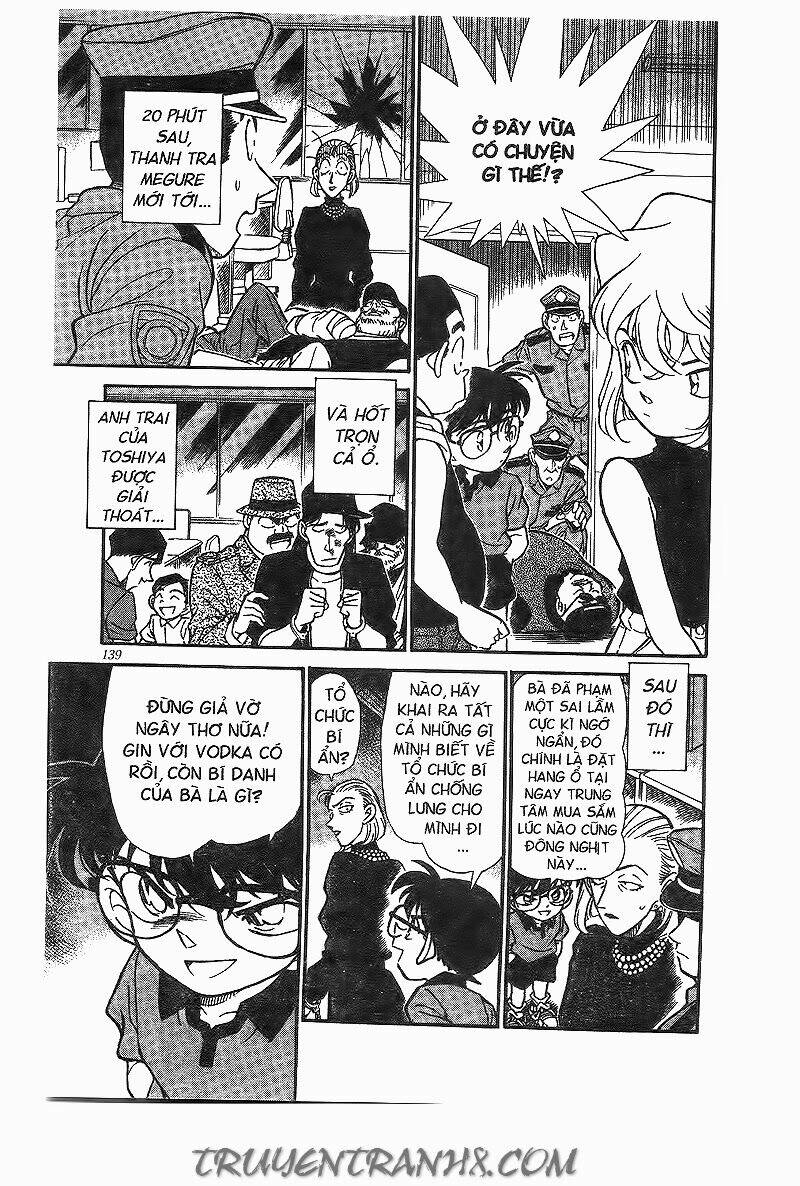 Ở ĐÂY VỪA
CÓ CHUYỆN
GÌ THẾ!?
20 PHÚT
SAU,
THANH TRA
MEGURE
MỚI TỚI...
VÀ HỐT
TRỌN
CẢ Ổ.
ANH TRAI
CỦA
TOSHIYA
ĐƯỢC
GIẢI
THOÁT...
139
SAU
ĐÓ THÌ
...
BÀ ĐÃ PHẠM
MỘT SAI LẦM
CỰC KÌ NGỚ
NGẨN, ĐÓ
CHÍNH LÀ ĐẶT
HANG Ổ TẠI
NGAY TRUNG
TÂM MUA SẮM
LÚC NÀO CŨNG
ĐÔNG NGHỊT
NÀY...
NÀO, HÃY
KHAI RA TẤT
CẢ NHỮNG GÌ
MÌNH BIẾT VỀ
TỔ CHỨC BÍ
ẨN CHỐNG
LƯNG CHO
MÌNH ĐI
...
TỔ
CHỨC
BÍ
ẨN?
ĐỪNG GIẢ VỜ
NGÂY THƠ NỮA!
GIN VỚI VODKA CÓ
RỒI, CÒN BÍ DANH
CỦA BÀ LÀ GÌ?
TRUYENTRANH8.COM